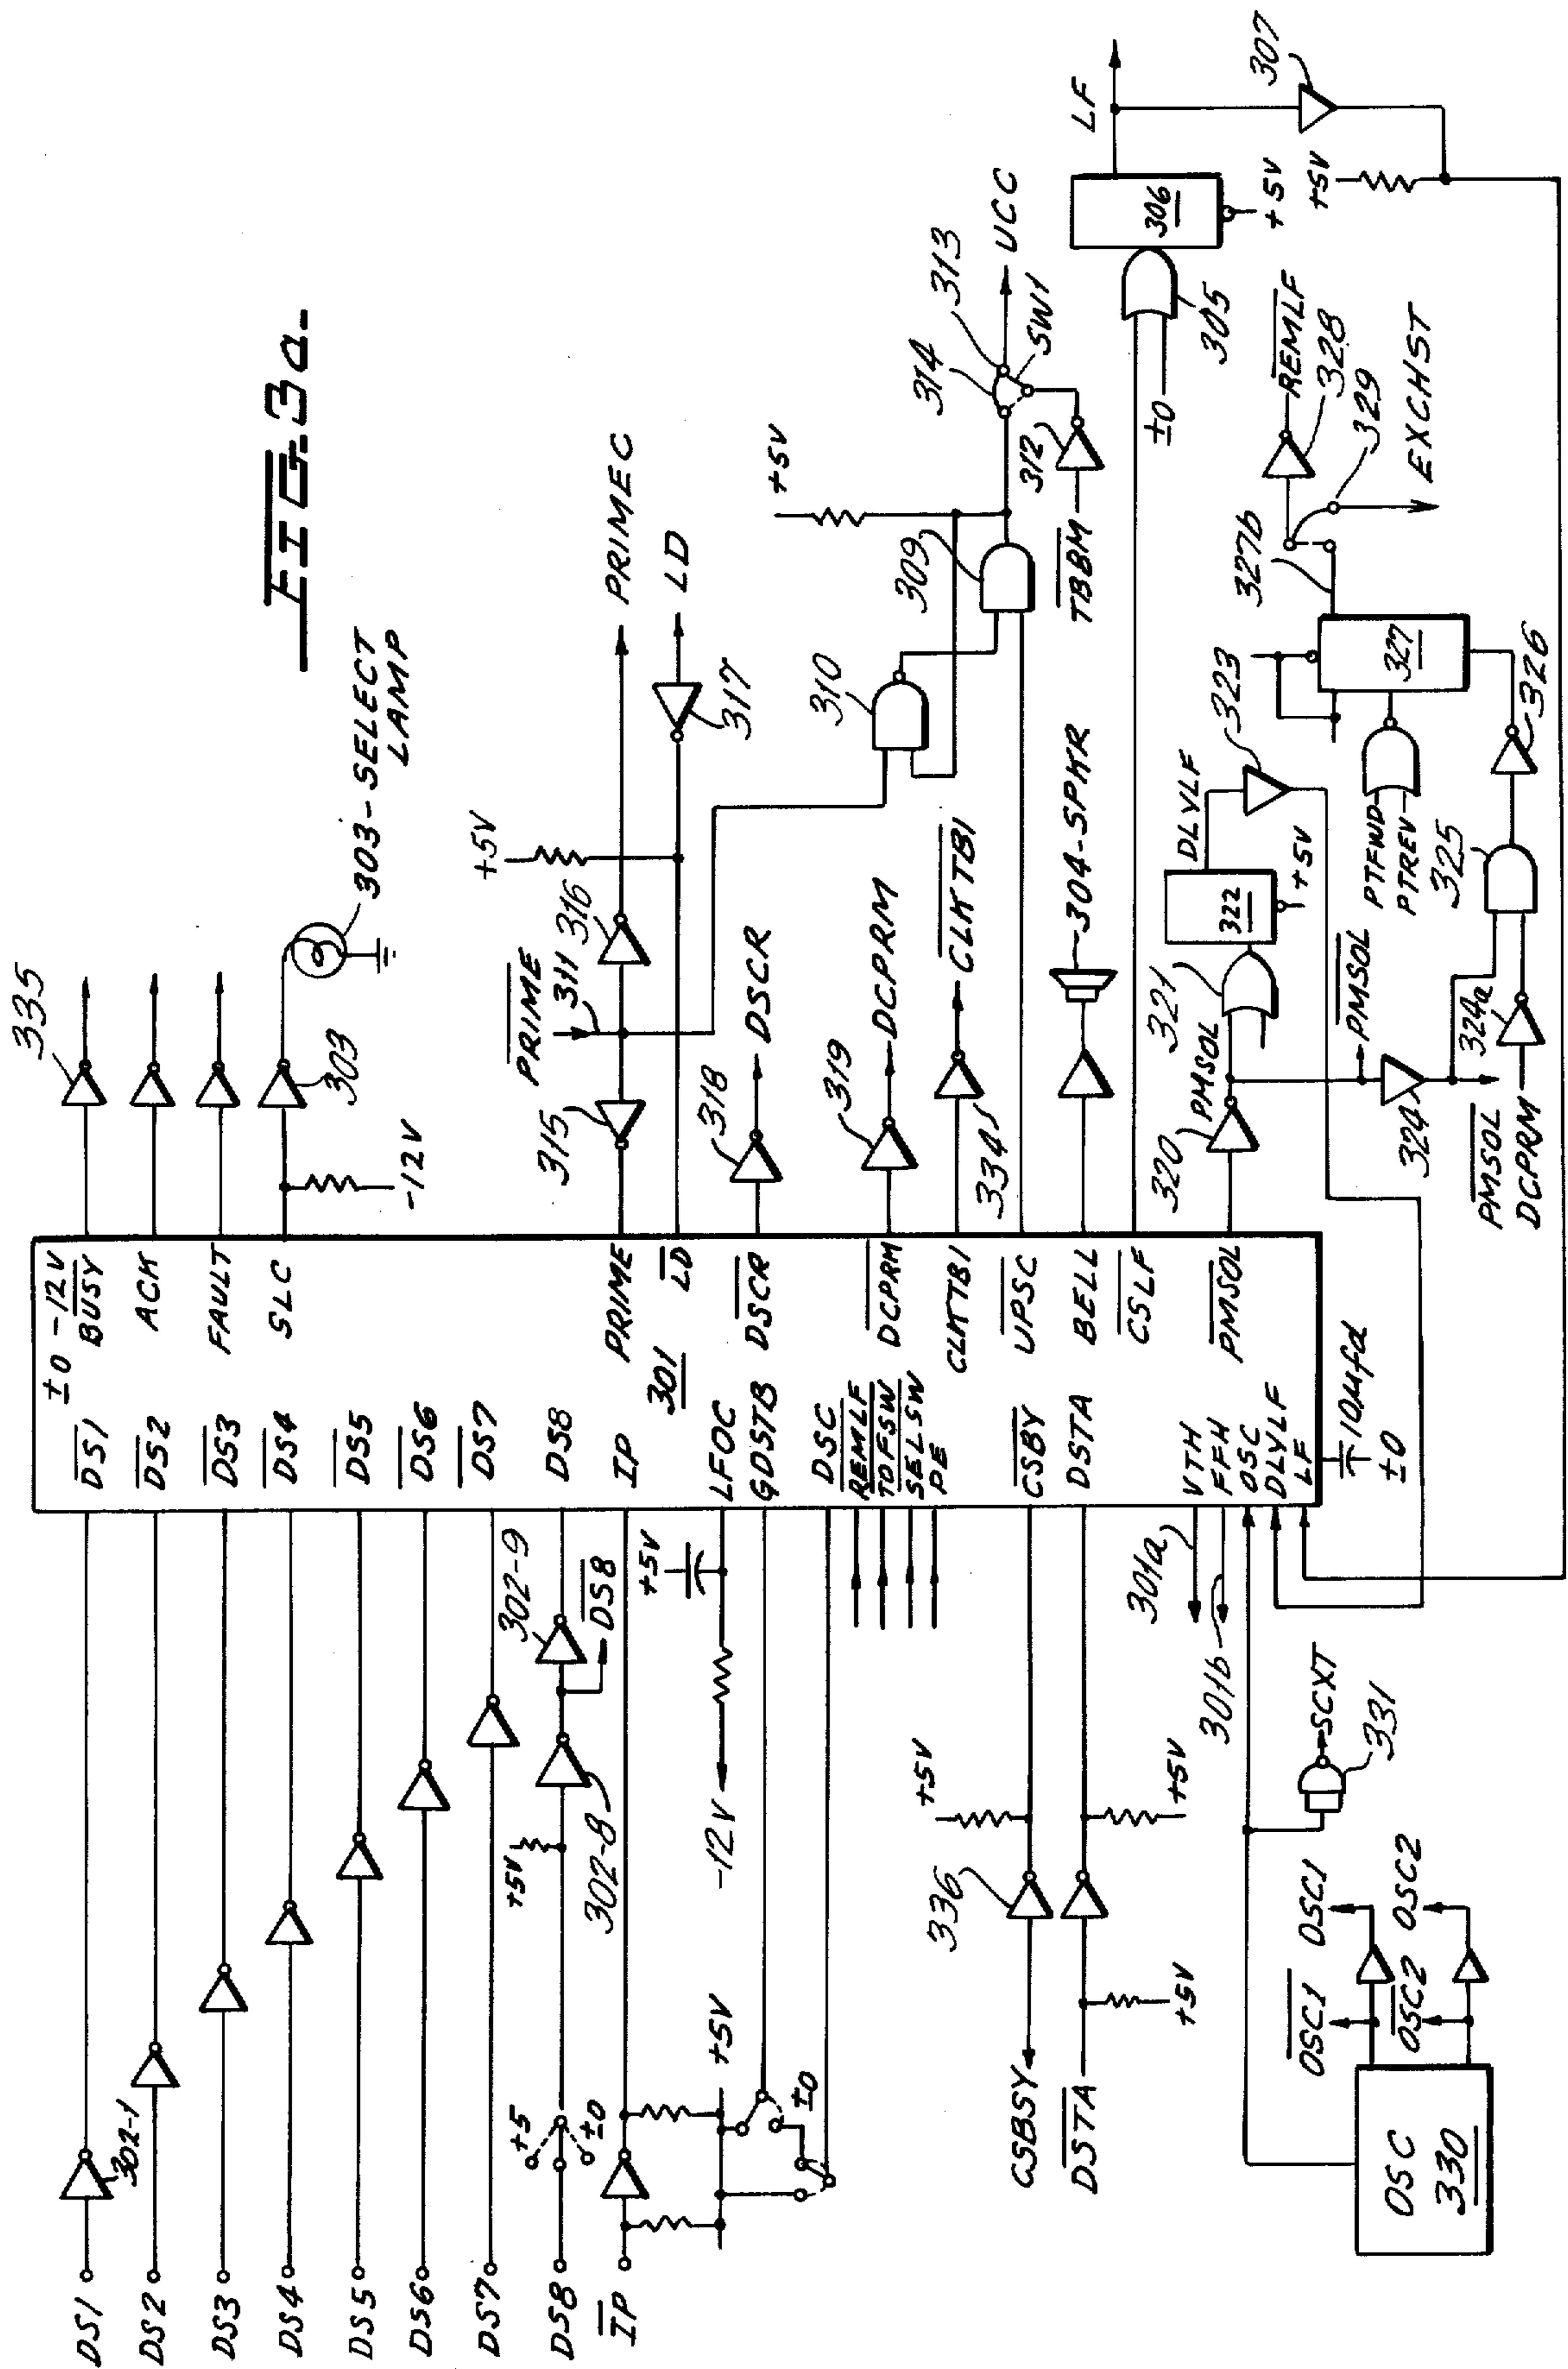 FIG. 3a.
335
303-SELECT
LAMP
303
-12V
±0 -12V
BUSY
ACK
FAULT
SLC
PRIME
LD
DSCR
DCPRM
CLKTB1
UPSC
BELL
CSLF
PMSOL
301
DS1
DS2
DS3
DS4
DS5
DS6
DS7
DS8
IP
LFOC
GDSTB
DSC
REMLF
TOFSW
SELSW
PE
CSBY
DSTA
VTH
FFH
OSC
DLYLF
LF
10Mfd
±0
PRIME
311
315
316
+5V
PRIMEC
LD
317
318
DSCR
319
DCPRM
CLKTB1
334
304-SPKR
310
309
+5V
314
313
UCC
SW1
312
TBBM
LF
306
305
±0
+5V
+5V
307
320
PMSOL
321
322
DLYLF
323
+5V
PMSOL
324
324a
PMSOL
DCPRM
325
326
PTFWD
PTREV
327
327b
REMLF
328
329
EXCHST
DS1
DS2
DS3
DS4
DS5
DS6
DS7
DS8
IP
302-1
302-8
302-9
DS8
+5V
+5
±0
+5V
-12V
+5V
±0
336
+5V
CSBSY
DSTA
+5V
+5V
301a
301b
SCXT
331
OSC
330
OSC1
OSC1
OSC2
OSC2